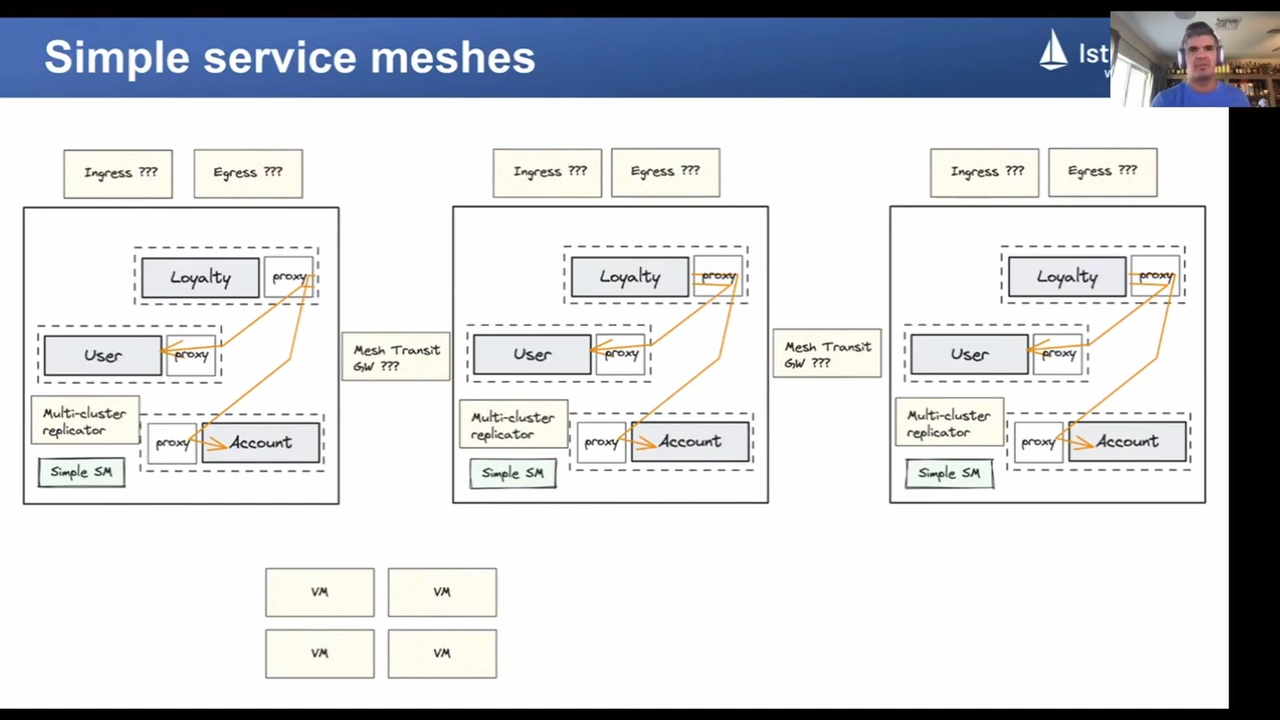 Simple service meshes
Ist
Ingress ???
Egress ???
Ingress ???
Egress ???
Ingress ???
Egress ???
Loyalty
proxy
User
proxy
Multi-cluster
replicator
proxy
Account
Simple SM
Mesh Transit
GW ???
Loyalty
proxy
User
proxy
Multi-cluster
replicator
proxy
Account
Simple SM
Mesh Transit
GW ???
Loyalty
proxy
User
proxy
Multi-cluster
replicator
proxy
Account
Simple SM
VM
VM
VM
VM